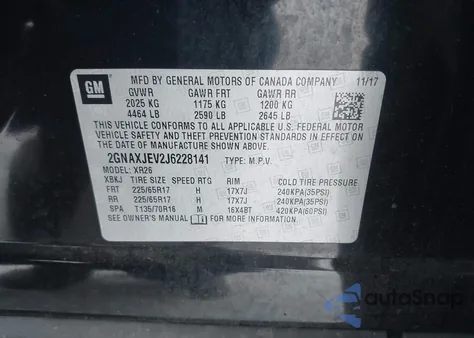 GM
MFD BY GENERAL MOTORS OF CANADA COMPANY 11/17
GVWR GAWR FRT GAWR RR
2025 KG 1175 KG 1200 KG
4464 LB 2590 LB 2645 LB
THIS VEHICLE CONFORMS TO ALL APPLICABLE U.S.
FEDERAL MOTOR VEHICLE SAFETY, BUMPER, AND
THEFT PREVENTION STANDARDS IN EFFECT ON THE
DATE OF MANUFACTURE SHOWN ABOVE.
2GNAXJEV2J6228141 TYPE: M.P.V.
MODEL: XR26
XBKJ TIRE SIZE SPEED RTG RIM COLD TIRE PRESSURE
FRT 225/65R17 H 17X7J 240KPA(35PSI)
RR 225/65R17 H 17X7J 240KPA(35PSI)
SPA T135/70R16 M 16X4BT 420KPA(60PSI)
SEE OWNER'S MANUAL FOR ADDITIONAL INFORMATION.
autoSnap